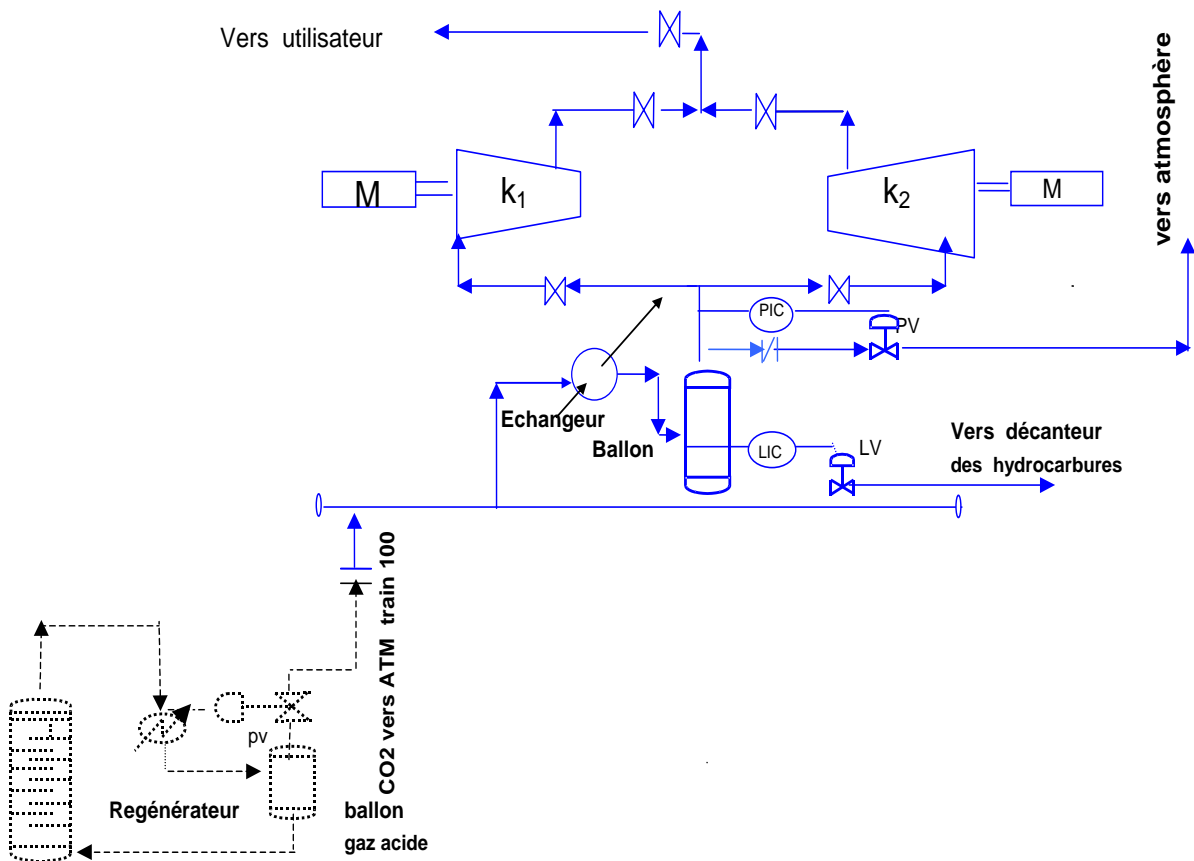 Vers utilisateur
vers atmosphère
M
k1
k2
M
PIC
PV
Echangeur
Ballon
LIC
LV
Vers décanteur
des hydrocarbures
CO2 vers ATM train 100
pv
Regénérateur
ballon
gaz acide